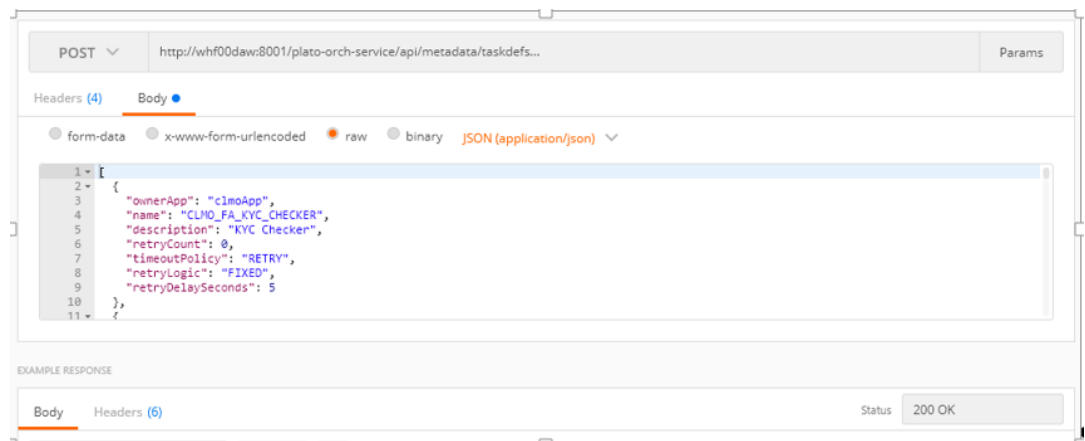 POST http://whf00daw:8001/plato-orch-service/api/metadata/taskdefs... Params
Headers (4) Body
form-data x-www-form-urlencoded raw binary JSON (application/json)
1 [
2 {
3 "ownerApp": "clmoApp",
4 "name": "CLMO_FA_KYC_CHECKER",
5 "description": "KYC Checker",
6 "retryCount": 0,
7 "timeoutPolicy": "RETRY",
8 "retryLogic": "FIXED",
9 "retryDelaySeconds": 5
10 },
11 {
EXAMPLE RESPONSE
Body Headers (6) Status 200 OK